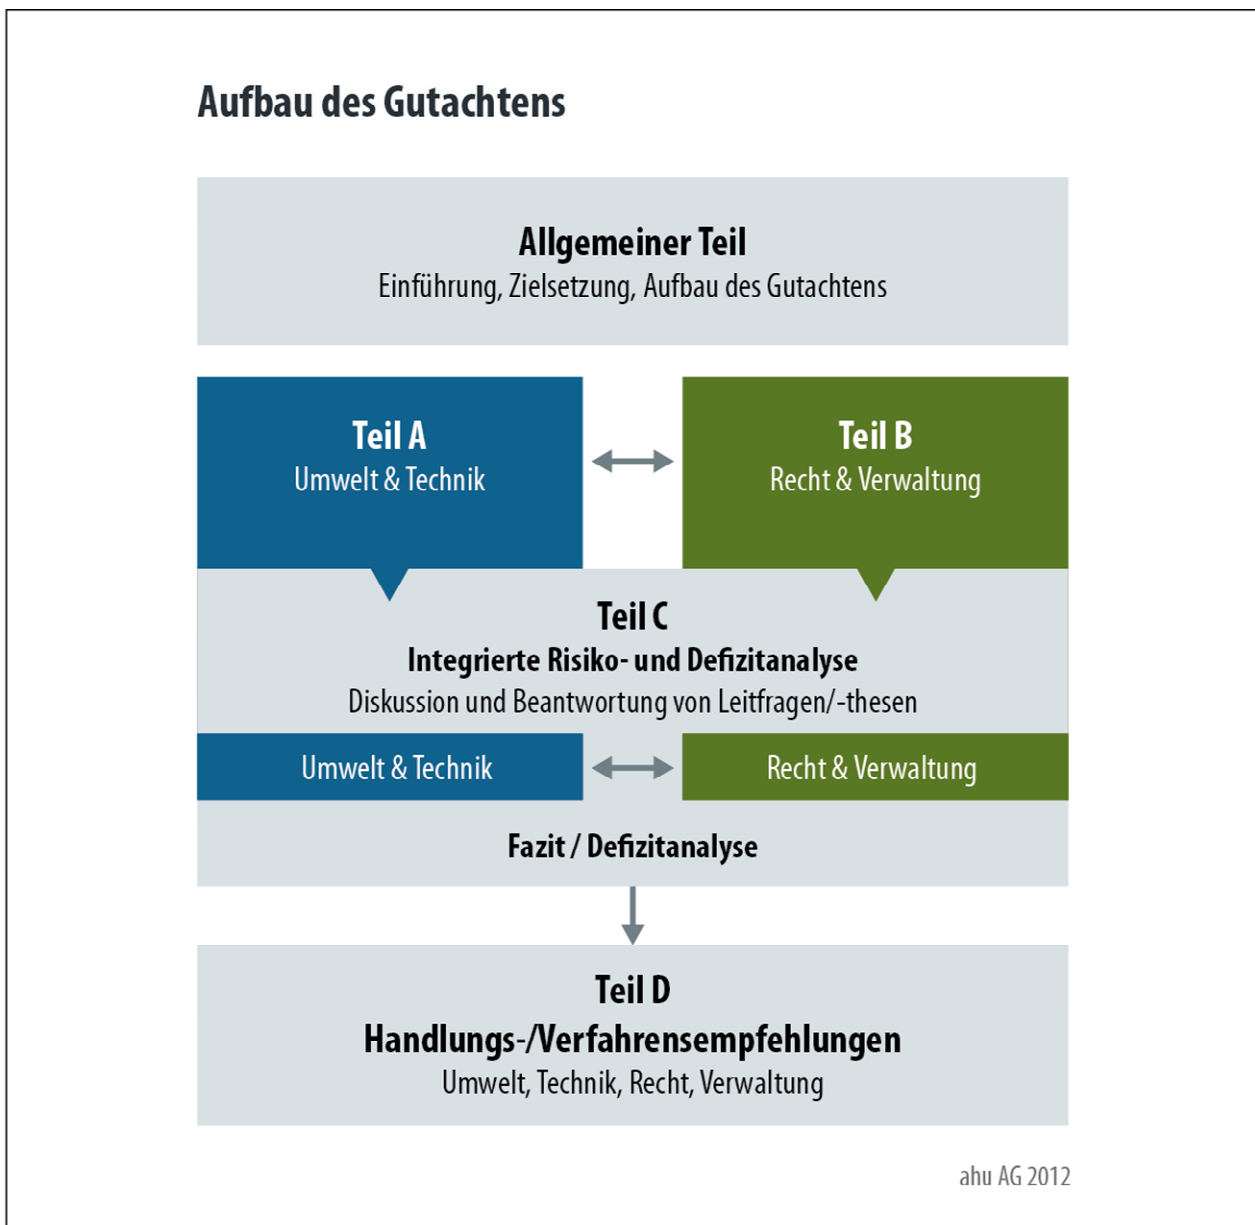 Aufbau des Gutachtens
Allgemeiner Teil
Einführung, Zielsetzung, Aufbau des Gutachtens
Teil A
Umwelt & Technik
Teil B
Recht & Verwaltung
Teil C
Integrierte Risiko- und Defizitanalyse
Diskussion und Beantwortung von Leitfragen/-thesen
Umwelt & Technik
Recht & Verwaltung
Fazit / Defizitanalyse
Teil D
Handlungs-/Verfahrensempfehlungen
Umwelt, Technik, Recht, Verwaltung
ahu AG 2012